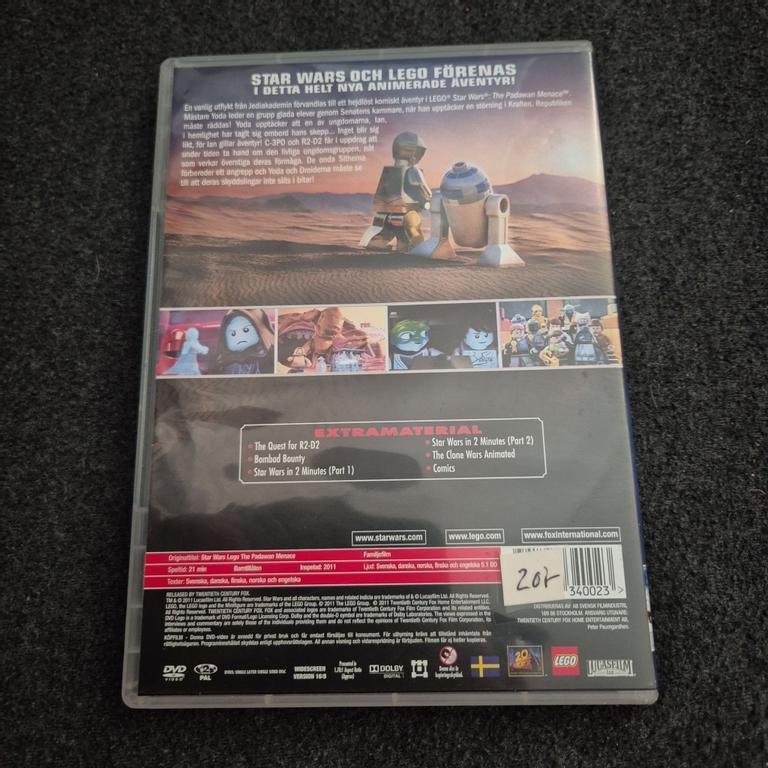 STAR WARS OCH LEGO FÖRENAS
I DETTA HELT NYA ANIMERADE ÄVENTYR!
En vanlig utflykt från Jediakademin förvandlas till ett hejdlöst komiskt äventyr i LEGO® Star Wars®: The Padawan Menace™.
Mästare Yoda leder en grupp glada elever genom Senatens kammare, när han upptäcker en störning i Kraften. Republiken
måste räddas! Yoda upptäcker att en av ungdomarna, Ian,
i hemlighet har tagit sig ombord hans skepp... Inget blir sig
likt, för Ian gillar äventyr! C-3PO och R2-D2 får i uppdrag att
under tiden ta hand om den livliga ungdomsgruppen, nåt
som verkar överstiga deras förmåga. De onda Sitherna
förbereder ett angrepp och Yoda och Droiderna måste se
till att deras skyddslingar inte slits i bitar!
EXTRAMATERIAL
• The Quest for R2-D2
• Bombad Bounty
• Star Wars in 2 Minutes (Part 1)
• Star Wars in 2 Minutes (Part 2)
• The Clone Wars Animated
• Comics
www.starwars.com
www.lego.com
www.foxinternational.com
Originaltitel: Star Wars Lego The Padawan Menace Familjefilm
Speltid: 21 min Barntillåten Inspelad: 2011 Ljud: Svenska, danska, norska, finska och engelska 5.1 DD
Texter: Svenska, danska, finska, norska och engelska
20:-
340023 >
RELEASED BY TWENTIETH CENTURY FOX.
DISTRIBUERAS AV AB SVENSK FILMINDUSTRI,
169 86 STOCKHOLM. ANSVARIG UTGIVARE:
TWENTIETH CENTURY FOX HOME ENTERTAINMENT AB,
Peter Paumgardhen.
DVD VIDEO
PAL
WIDESCREEN
VERSION 16:9
Presented in
DOLBY
DIGITAL
LEGO
LUCASFILM
LTD